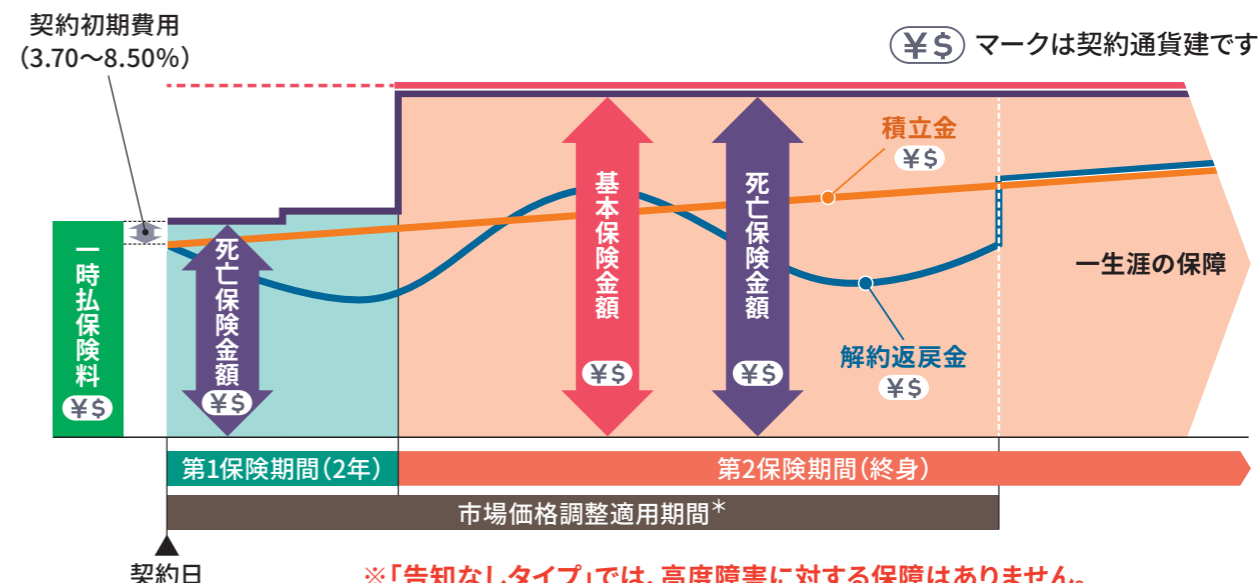 契約初期費用
（3.70～8.50%）
¥$ マークは契約通貨建です
積立金
¥$
基本保険金額
¥$
死亡保険金額
¥$
一時払保険料
¥$
死亡保険金額
¥$
一生涯の保障
解約返戻金
¥$
第1保険期間（2年）
第2保険期間（終身）
市場価格調整適用期間＊
契約日
※「告知なしタイプ」では、高度障害に対する保障はありません。